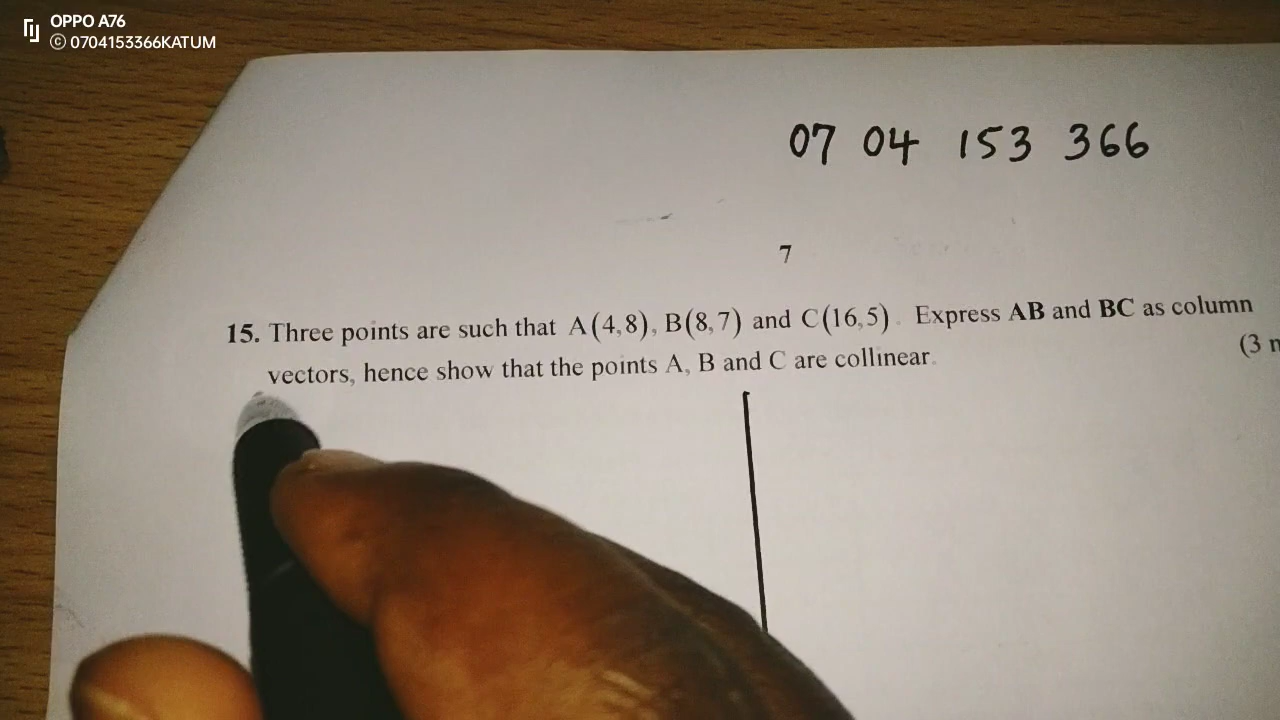 OPPO A76
© 0704153366KATUM
07 04 153 366
7
15. Three points are such that A(4,8), B(8,7) and C(16,5). Express AB and BC as column
(3
vectors, hence show that the points A, B and C are collinear.